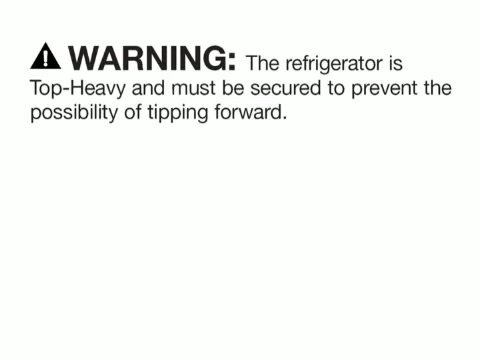 WARNING: The refrigerator is
Top-Heavy and must be secured to prevent the
possibility of tipping forward.